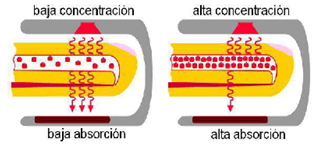 baja concentración
alta concentración
baja absorción
alta absorción